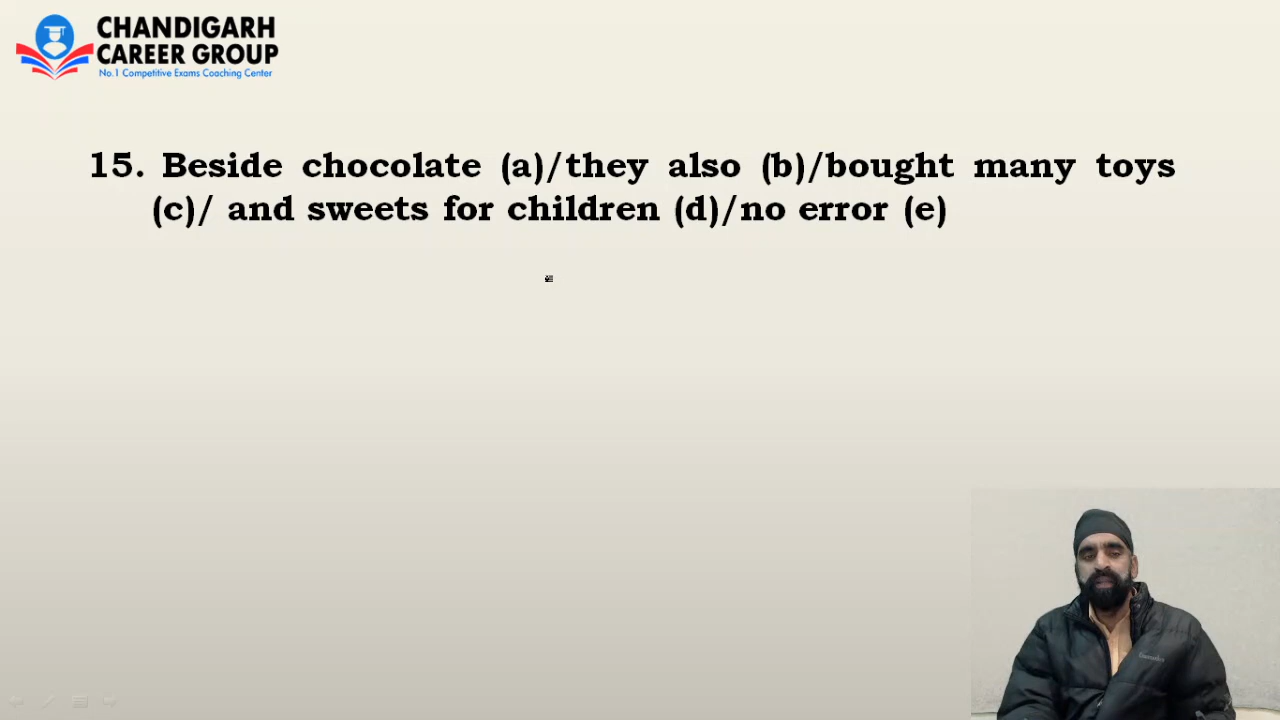 CHANDIGARH
CAREER GROUP
No.1 Competitive Exams Coaching Center
15. Beside chocolate (a)/they also (b)/bought many toys
(c)/ and sweets for children (d)/no error (e)